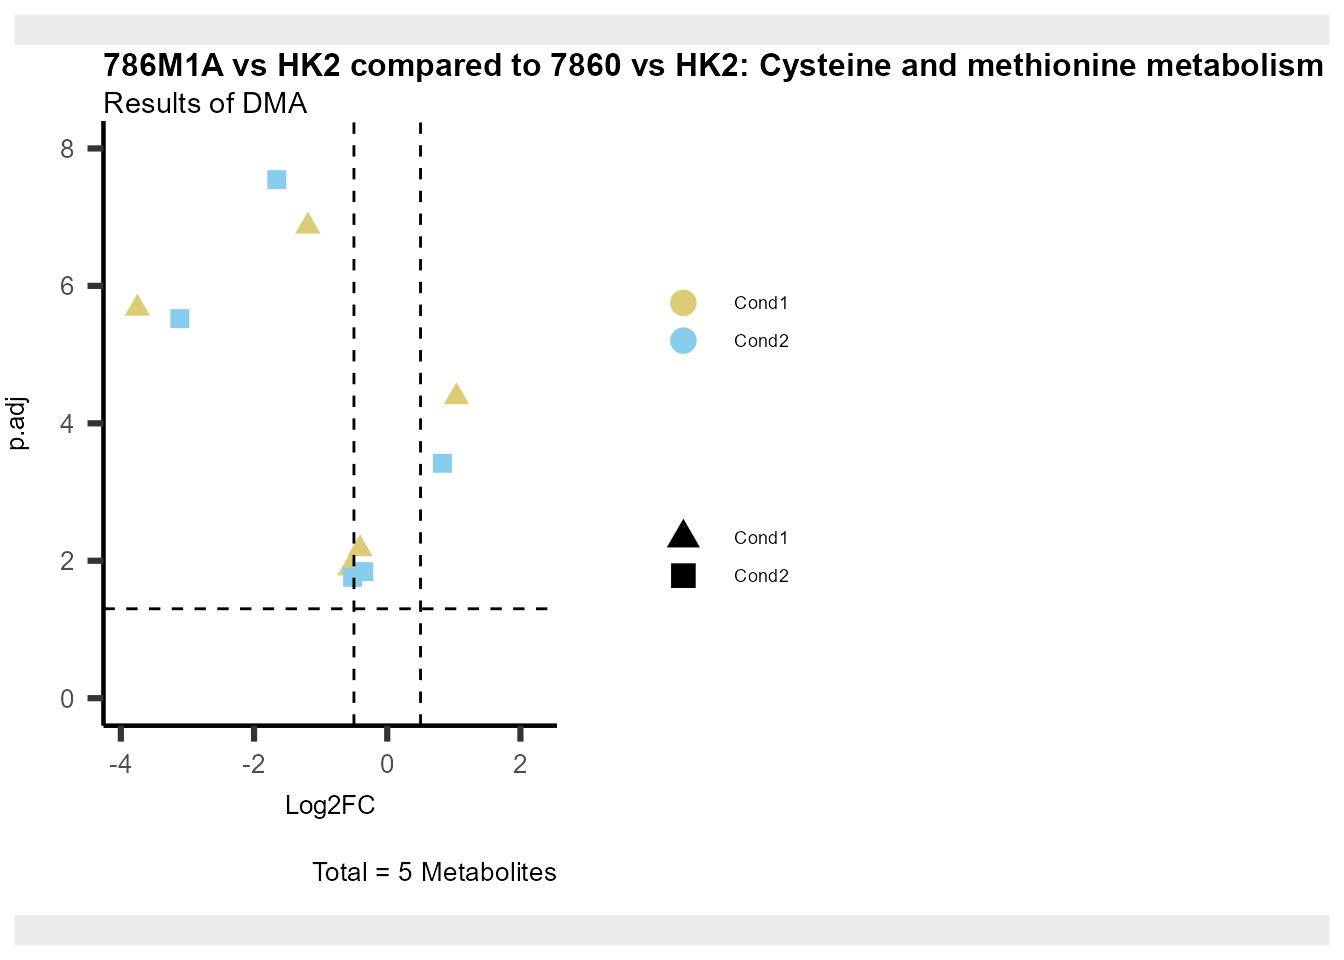 786M1A vs HK2 compared to 7860 vs HK2: Cysteine and methionine metabolism
Results of DMA
8
6
4
2
0
p.adj
-4
-2
0
2
Log2FC
Total = 5 Metabolites
Cond1
Cond2
Cond1
Cond2